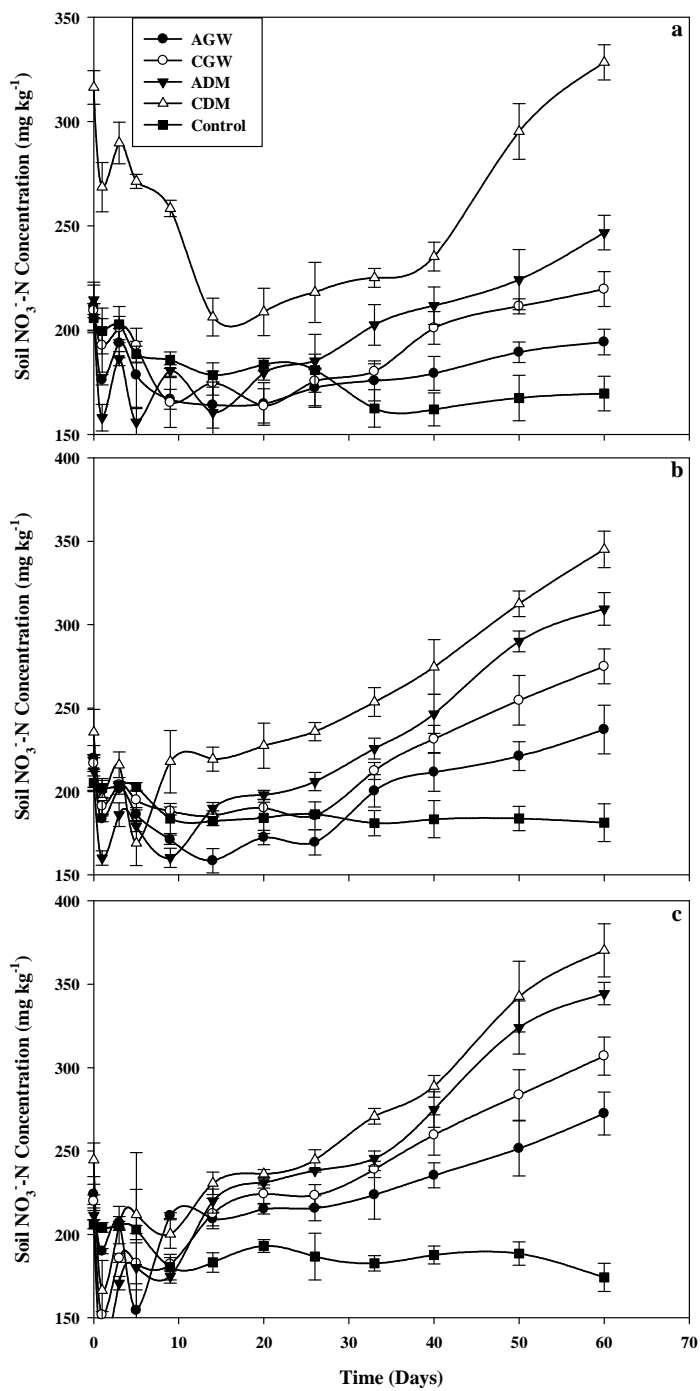 a
AGW
CGW
ADM
CDM
Control
Soil NO₃⁻-N Concentration (mg kg⁻¹)
350
300
250
200
150
b
Soil NO₃⁻-N Concentration (mg kg⁻¹)
400
350
300
250
200
150
c
Soil NO₃⁻-N Concentration (mg kg⁻¹)
400
350
300
250
200
150
0 10 20 30 40 50 60 70
Time (Days)